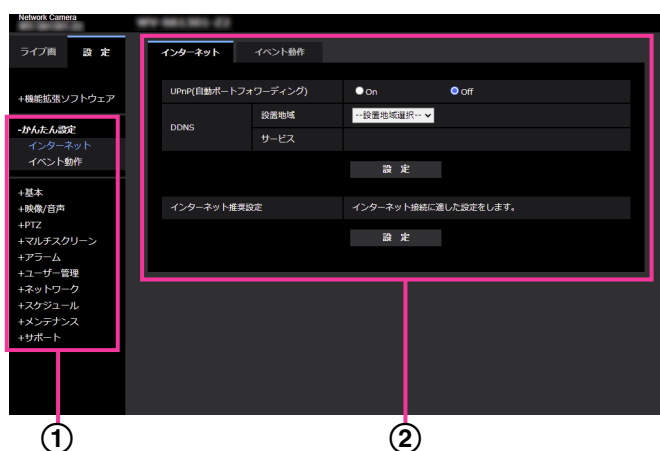 Network Camera
ライブ画
設 定
+機能拡張ソフトウェア
-かんたん設定
インターネット
イベント動作
+基本
+映像/音声
+PTZ
+マルチスクリーン
+アラーム
+ユーザー管理
+ネットワーク
+スケジュール
+メンテナンス
+サポート
インターネット イベント動作
UPnP(自動ポートフォワーディング) On Off
DDNS
設置地域 --設置地域選択--
サービス
設 定
インターネット推奨設定 インターネット接続に適した設定をします。
設 定
① ②